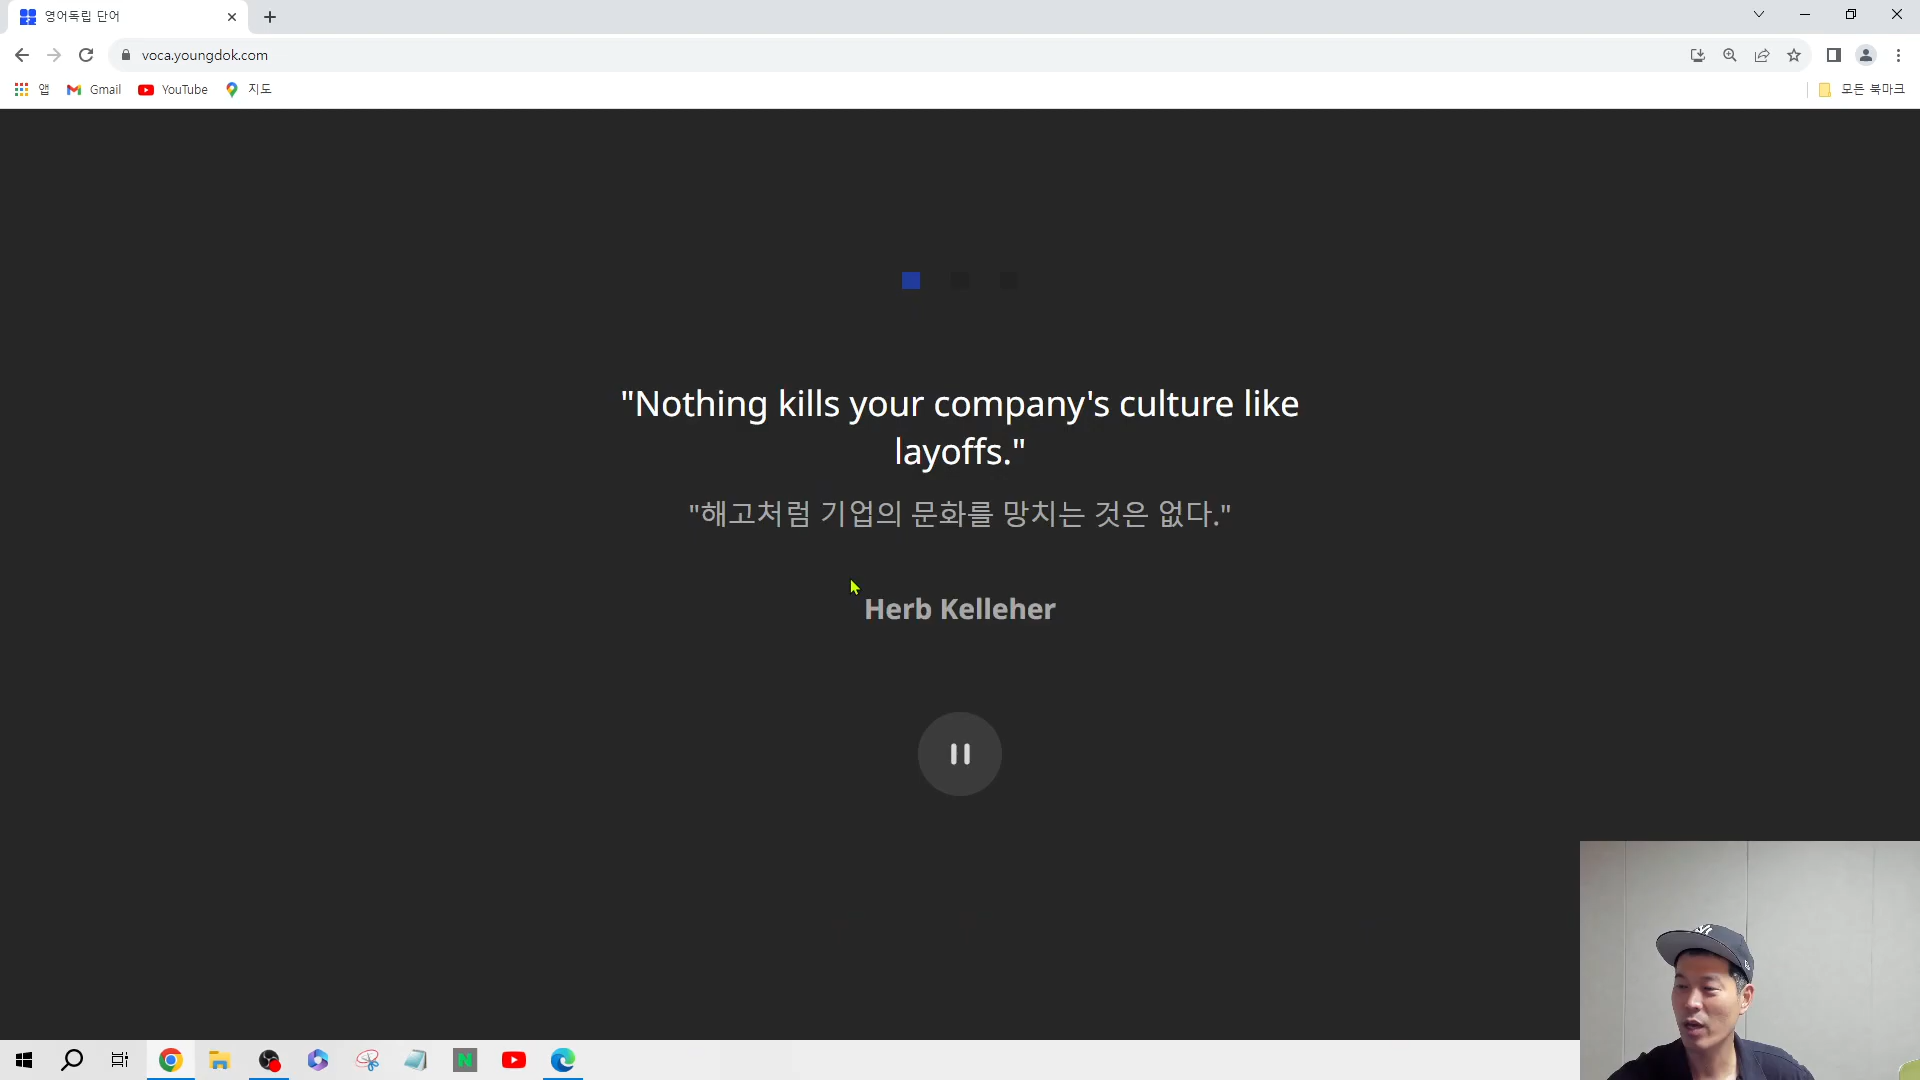 영어독립 단어
voca.youngdok.com
앱
Gmail
YouTube
지도
모든 북마크
"Nothing kills your company's culture like
layoffs."
"해고처럼 기업의 문화를 망치는 것은 없다."
Herb Kelleher
N